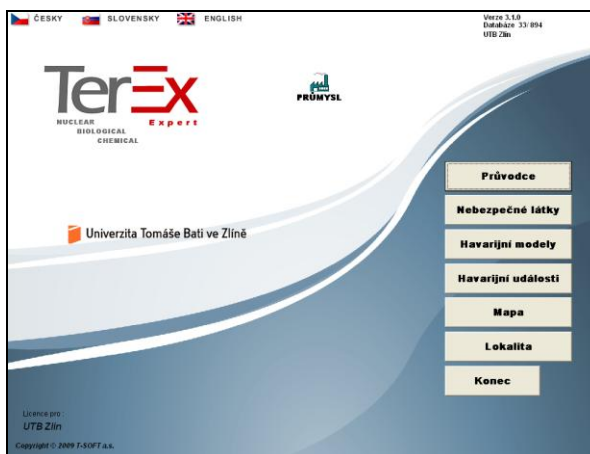 ČESKY SLOVENSKY ENGLISH
Verze 3.1.0
Databáze 33/894
UTB Zlín
TerEx
NUCLEAR Expert
BIOLOGICAL
CHEMICAL
PRŮMYSL
Průvodce
Nebezpečné látky
Univerzita Tomáše Bati ve Zlíně
Havarijní modely
Havarijní události
Mapa
Lokalita
Konec
Licence pro :
UTB Zlín
Copyright © 2009 T-SOFT a.s.